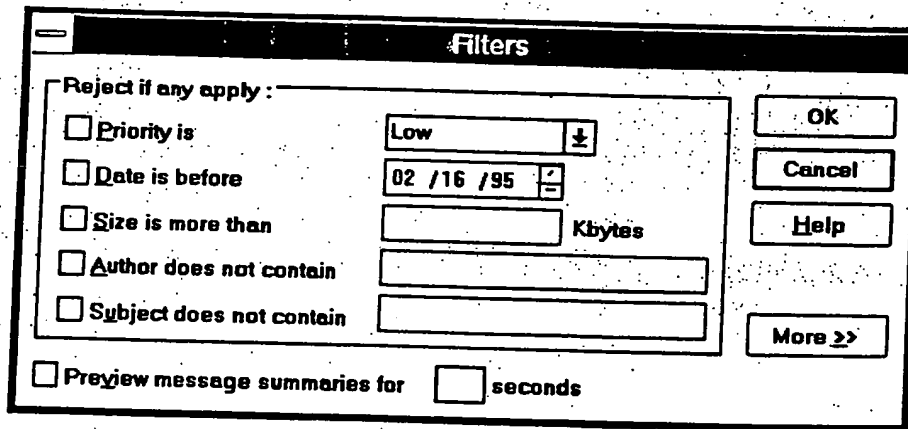 Filters
Reject if any apply :
Priority is Low
Date is before 02 /16 /95
Size is more than Kbytes
Author does not contain
Subject does not contain
Preview message summaries for seconds
OK
Cancel
Help
More >>